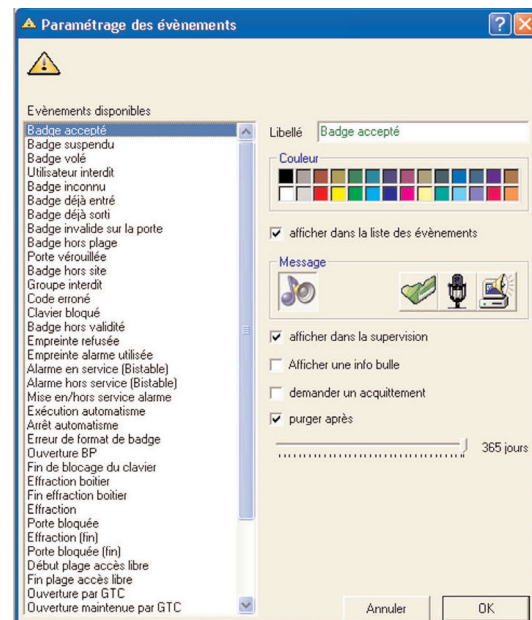 Paramétrage des évènements
Evènements disponibles
Badge accepté
Badge suspendu
Badge volé
Utilisateur interdit
Badge inconnu
Badge déjà entré
Badge déjà sorti
Badge invalide sur la porte
Badge hors plage
Porte vérouillée
Badge hors site
Groupe interdit
Code erroné
Clavier bloqué
Badge hors validité
Empreinte refusée
Empreinte alarme utilisée
Alarme en service (Bistable)
Alarme hors service (Bistable)
Mise en/hors service alarme
Exécution automatisme
Arrêt automatisme
Erreur de format de badge
Ouverture BP
Fin de blocage du clavier
Effraction boitier
Fin effraction boitier
Effraction
Porte bloquée
Effraction (fin)
Porte bloquée (fin)
Début plage accès libre
Fin plage accès libre
Ouverture par GTC
Ouverture maintenue par GTC
Libellé Badge accepté
Couleur
afficher dans la liste des évènements
Message
afficher dans la supervision
Afficher une info bulle
demander un acquittement
purger après
365 jours
Annuler OK